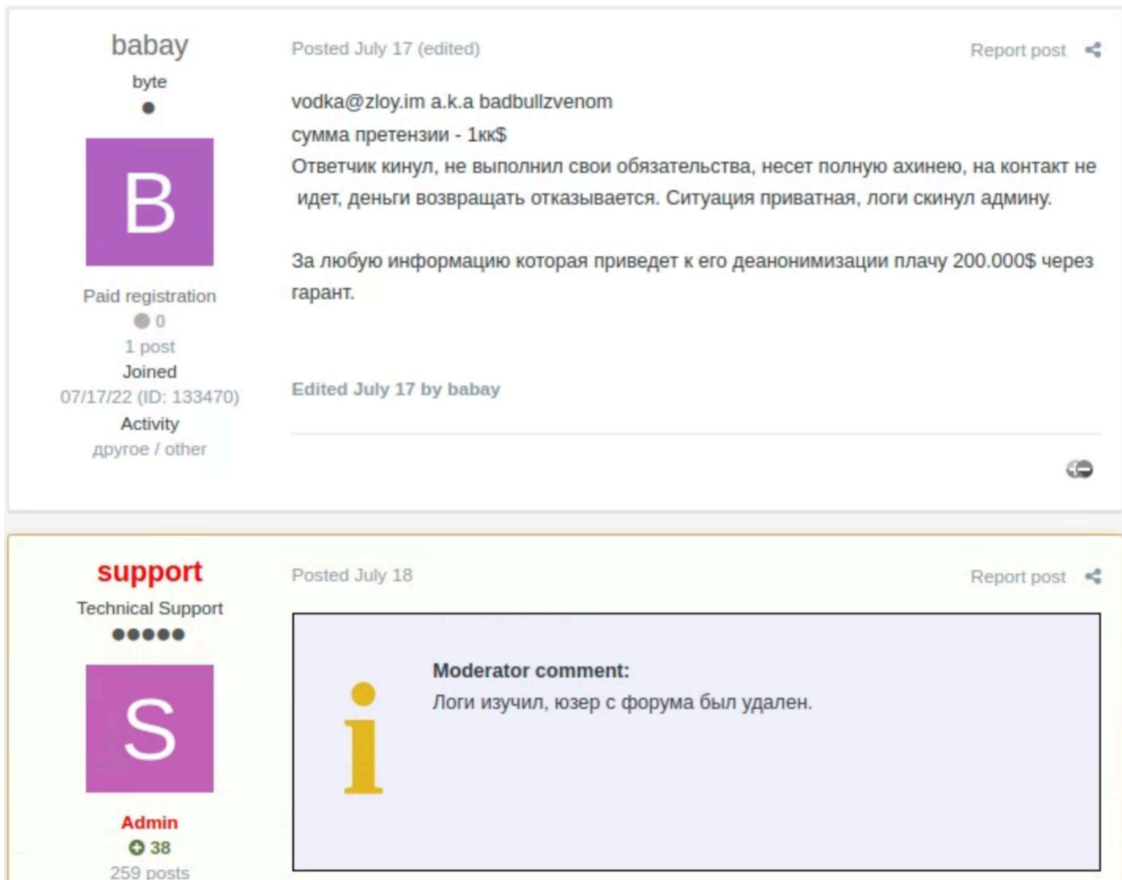 babay
byte
B
Paid registration
0
1 post
Joined
07/17/22 (ID: 133470)
Activity
другое / other
Posted July 17 (edited)
Report post
vodka@zloy.im a.k.a badbullzvenom
сумма претензии - 1кк$
Ответчик кинул, не выполнил свои обязательства, несет полную ахинею, на контакт не
идет, деньги возвращать отказывается. Ситуация приватная, логи скинул админу.
За любую информацию которая приведет к его деанонимизации плачу 200.000$ через
гарант.
Edited July 17 by babay
support
Technical Support
S
Admin
38
259 posts
Posted July 18
Report post
i
Moderator comment:
Логи изучил, юзер с форума был удален.